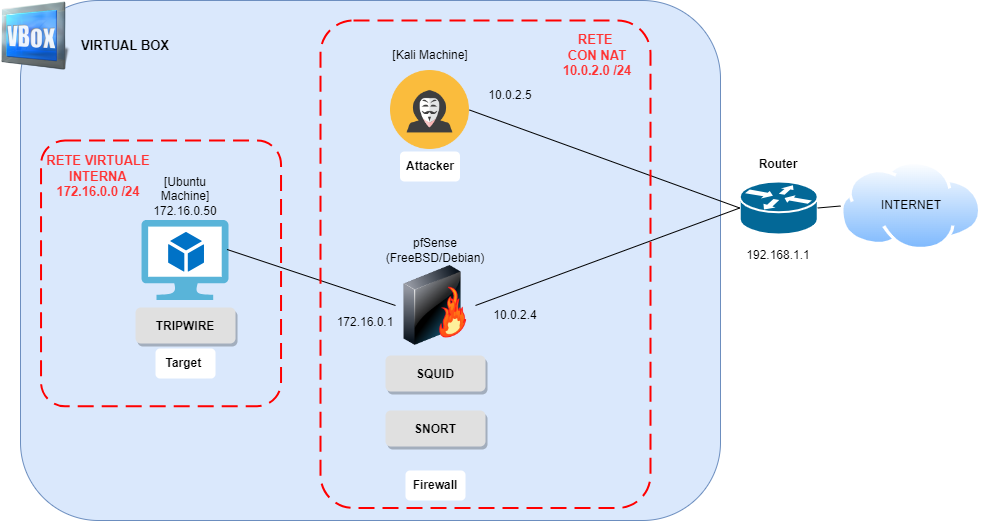 VBox
VIRTUAL BOX
RETE
CON NAT
10.0.2.0 /24
[Kali Machine]
10.0.2.5
Attacker
RETE VIRTUALE
INTERNA
172.16.0.0 /24
[Ubuntu
Machine]
172.16.0.50
TRIPWIRE
Target
pfSense
(FreeBSD/Debian)
172.16.0.1
10.0.2.4
SQUID
SNORT
Firewall
Router
192.168.1.1
INTERNET